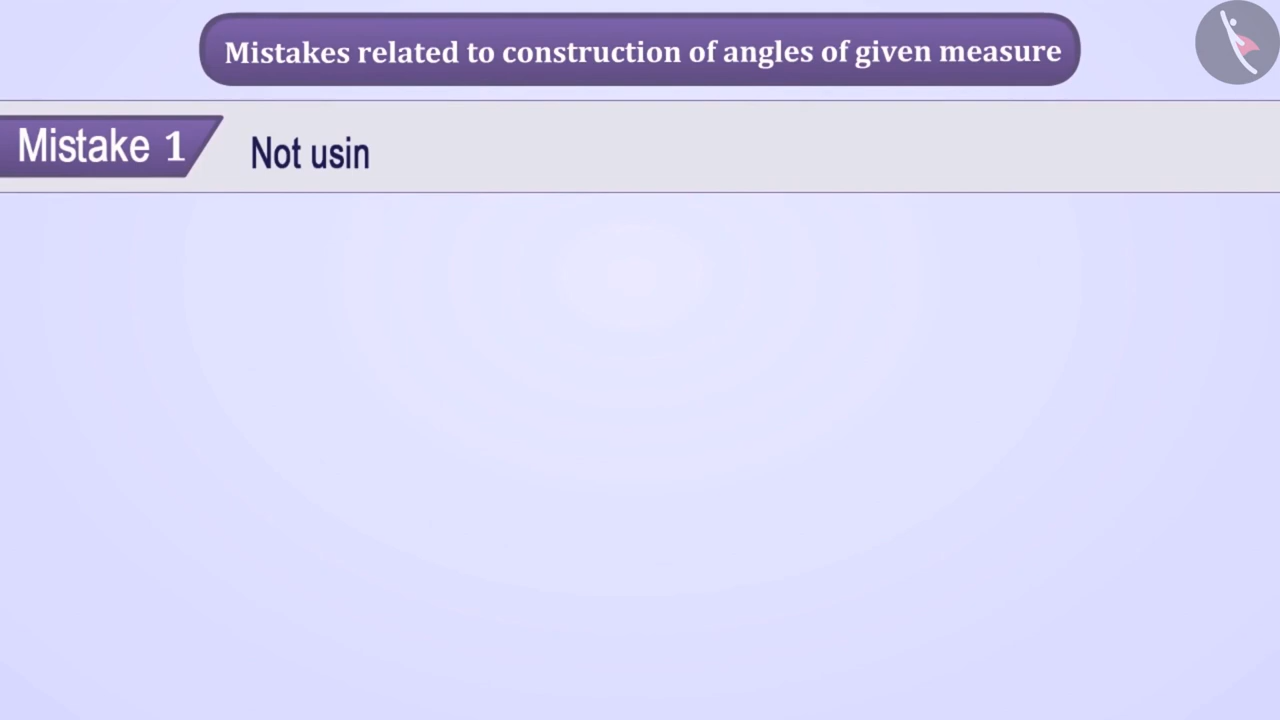 Mistakes related to construction of angles of given measure
Mistake 1
Not usin